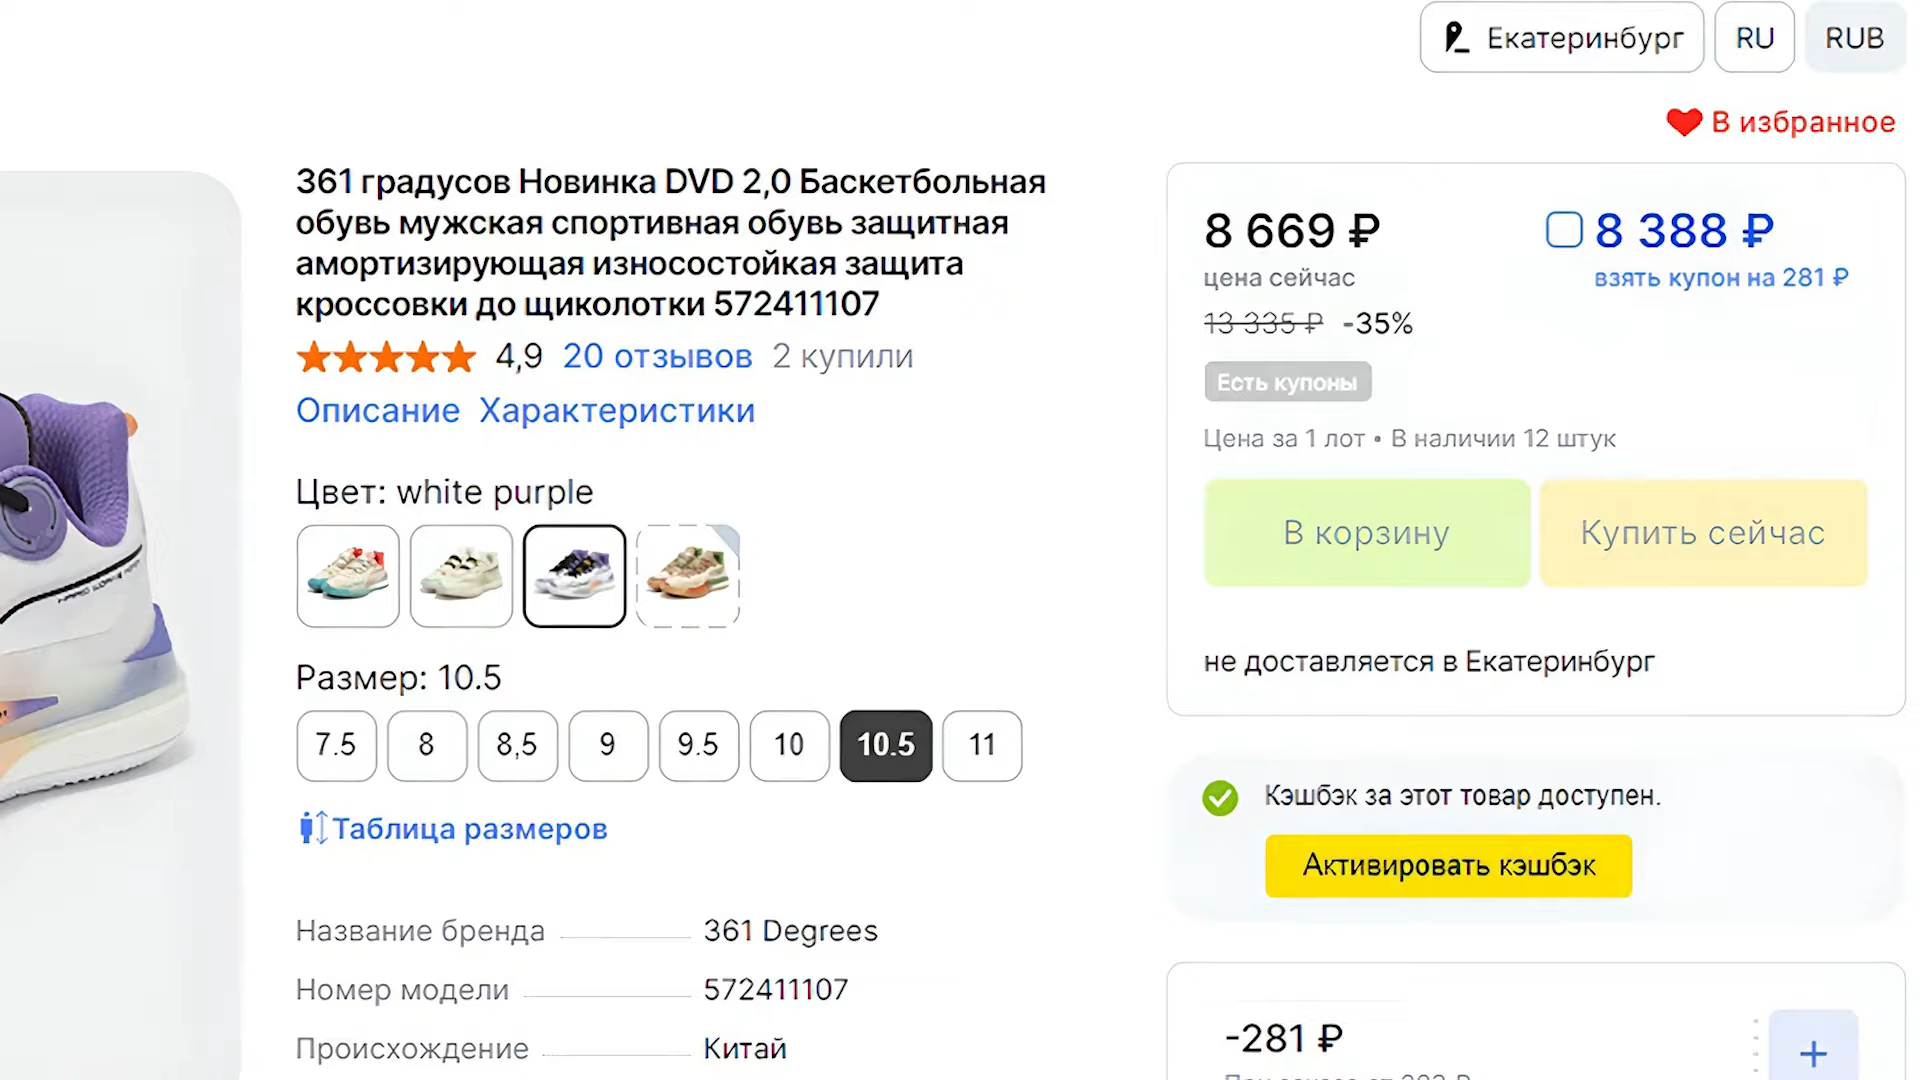 Екатеринбург
RU
RUB
В избранное
361 градусов Новинка DVD 2,0 Баскетбольная
обувь мужская спортивная обувь защитная
амортизирующая износостойкая защита
кроссовки до щиколотки 572411107
4,9 20 отзывов 2 купили
Описание Характеристики
Цвет: white purple
Размер: 10.5
7.5 8 8,5 9 9.5 10 10.5 11
Таблица размеров
Название бренда 361 Degrees
Номер модели 572411107
Происхождение Китай
8 669 ₽
цена сейчас
13 335 ₽ -35%
8 388 ₽
взять купон на 281 ₽
Есть купоны
Цена за 1 лот • В наличии 12 штук
В корзину
Купить сейчас
не доставляется в Екатеринбург
Кэшбэк за этот товар доступен.
Активировать кэшбэк
-281 ₽
+